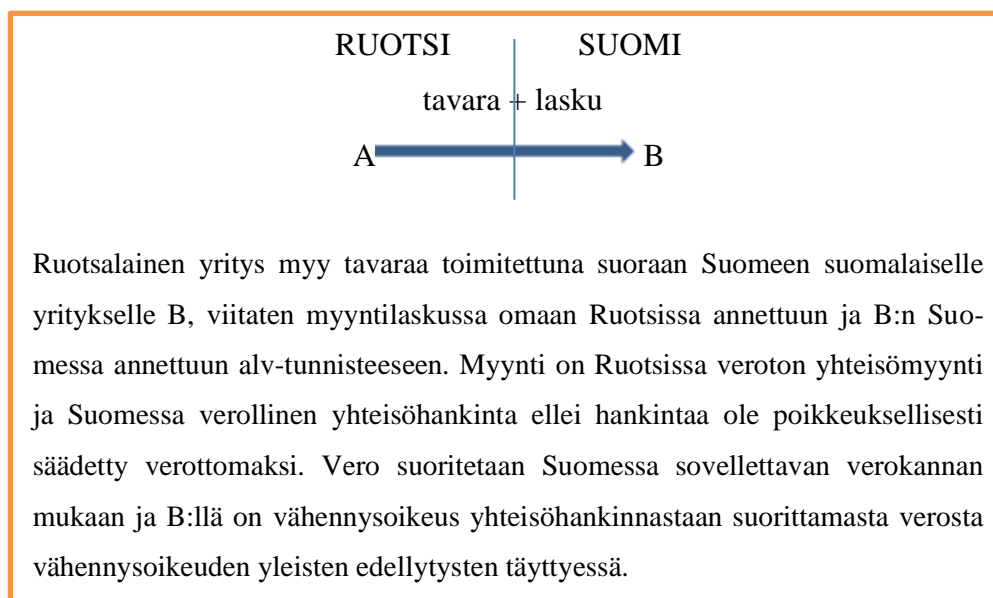 RUOTSI SUOMI
tavara + lasku
A B
Ruotsalainen yritys myy tavaraa toimitettuna suoraan Suomeen suomalaiselle
yritykselle B, viitaten myyntilaskussa omaan Ruotsissa annettuun ja B:n Suo-
messa annettuun alv-tunnisteeseen. Myynti on Ruotsissa veroton yhteisömyynti
ja Suomessa verollinen yhteisöhankinta ellei hankintaa ole poikkeuksellisesti
säädetty verottomaksi. Vero suoritetaan Suomessa sovellettavan verokannan
mukaan ja B:llä on vähennysoikeus yhteisöhankinnastaan suorittamasta verosta
vähennysoikeuden yleisten edellytysten täyttyessä.